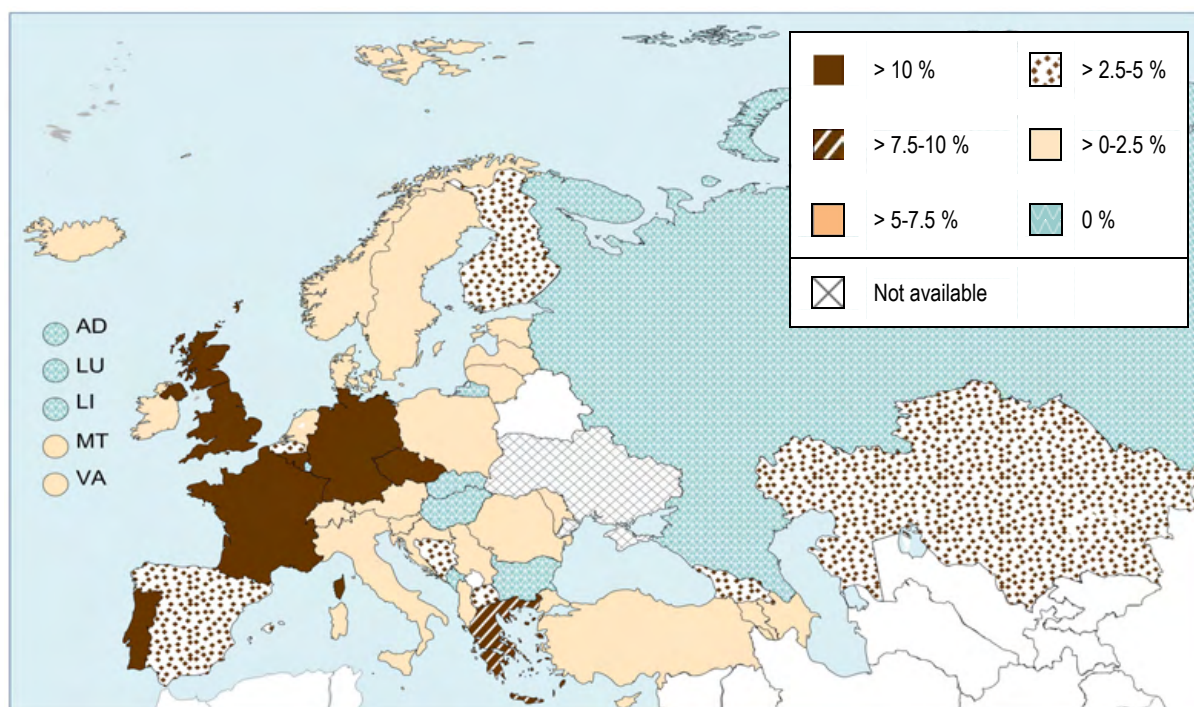 > 10 %
> 2.5-5 %
> 7.5-10 %
> 0-2.5 %
> 5-7.5 %
0 %
Not available
AD
LU
LI
MT
VA